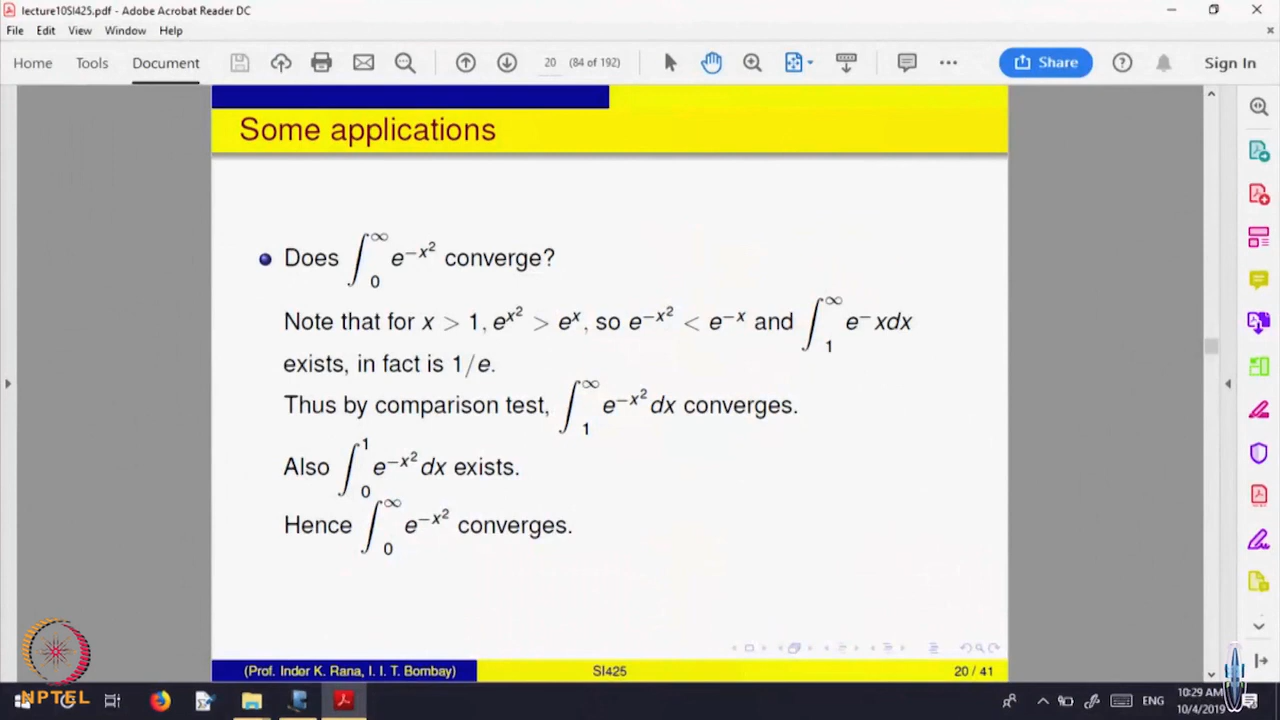 lecture10SI425.pdf - Adobe Acrobat Reader DC
File Edit View Window Help
Home Tools Document 20 (84 of 192) Share Sign In
Some applications
Does ∫₀^∞ e^{−x²} converge?
Note that for x > 1, e^{x²} > e^x, so e^{−x²} < e^{−x} and ∫₁^∞ e^− xdx
exists, in fact is 1/e.
Thus by comparison test, ∫₁^∞ e^{−x²} dx converges.
Also ∫₀^1 e^{−x²} dx exists.
Hence ∫₀^∞ e^{−x²} converges.
(Prof. Inder K. Rana, I. I. T. Bombay) SI425 20 / 41
NPTEL
ENG
10:29 AM
10/4/2019